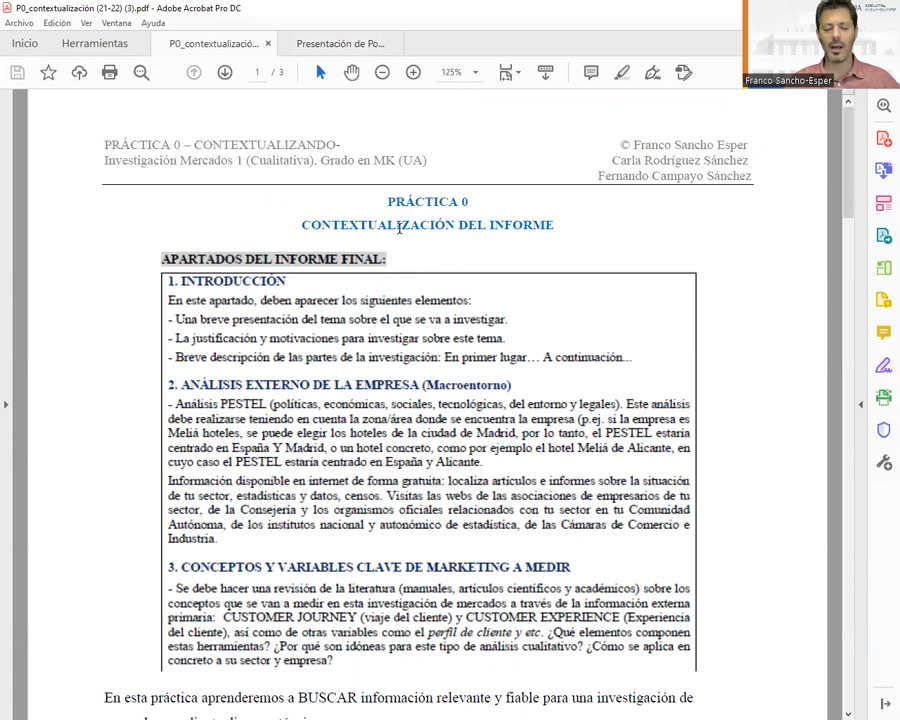 P0_contextualización (21-22) (3).pdf - Adobe Acrobat Pro DC
Archivo Edición Ver Ventana Ayuda
Inicio Herramientas P0_contextualizació... × Presentación de Po...
1 / 3 125%
Franco Sancho-Esper
PRÁCTICA 0 – CONTEXTUALIZANDO-
Investigación Mercados 1 (Cualitativa). Grado en MK (UA)
© Franco Sancho Esper
Carla Rodríguez Sánchez
Fernando Campayo Sánchez
PRÁCTICA 0
CONTEXTUALIZACIÓN DEL INFORME
APARTADOS DEL INFORME FINAL:
1. INTRODUCCIÓN
En este apartado, deben aparecer los siguientes elementos:
- Una breve presentación del tema sobre el que se va a investigar.
- La justificación y motivaciones para investigar sobre este tema.
- Breve descripción de las partes de la investigación: En primer lugar… A continuación...
2. ANÁLISIS EXTERNO DE LA EMPRESA (Macroentorno)
- Análisis PESTEL (políticas, económicas, sociales, tecnológicas, del entorno y legales). Este análisis
debe realizarse teniendo en cuenta la zona/área donde se encuentra la empresa (p.ej. si la empresa es
Meliá hoteles, se puede elegir los hoteles de la ciudad de Madrid, por lo tanto, el PESTEL estaría
centrado en España Y Madrid, o un hotel concreto, como por ejemplo el hotel Meliá de Alicante, en
cuyo caso el PESTEL estaría centrado en España y Alicante.
Información disponible en internet de forma gratuita: localiza artículos e informes sobre la situación
de tu sector, estadísticas y datos, censos. Visitas las webs de las asociaciones de empresarios de tu
sector, de la Consejería y los organismos oficiales relacionados con tu sector en tu Comunidad
Autónoma, de los institutos nacional y autonómico de estadística, de las Cámaras de Comercio e
Industria.
3. CONCEPTOS Y VARIABLES CLAVE DE MARKETING A MEDIR
- Se debe hacer una revisión de la literatura (manuales, artículos científicos y académicos) sobre los
conceptos que se van a medir en esta investigación de mercados a través de la información externa
primaria: CUSTOMER JOURNEY (viaje del cliente) y CUSTOMER EXPERIENCE (Experiencia
del cliente), así como de otras variables como el perfil de cliente y etc. ¿Qué elementos componen
estas herramientas? ¿Por qué son idóneas para este tipo de análisis cualitativo? ¿Cómo se aplica en
concreto a su sector y empresa?
En esta práctica aprenderemos a BUSCAR información relevante y fiable para una investigación de